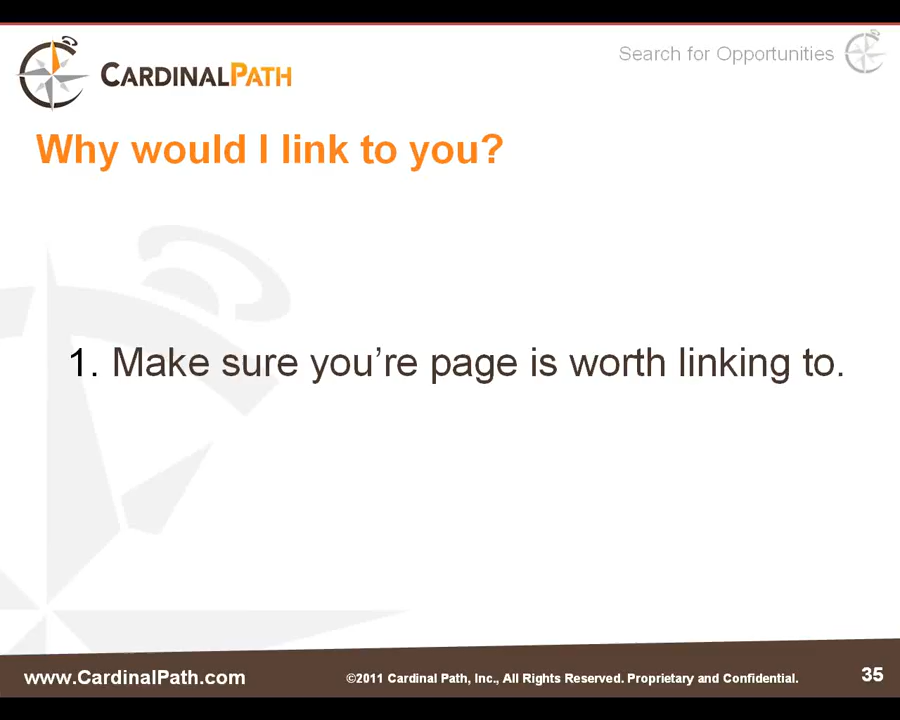 CARDINALPATH
Search for Opportunities
Why would I link to you?
1. Make sure you’re page is worth linking to.
www.CardinalPath.com
©2011 Cardinal Path, Inc., All Rights Reserved. Proprietary and Confidential.
35